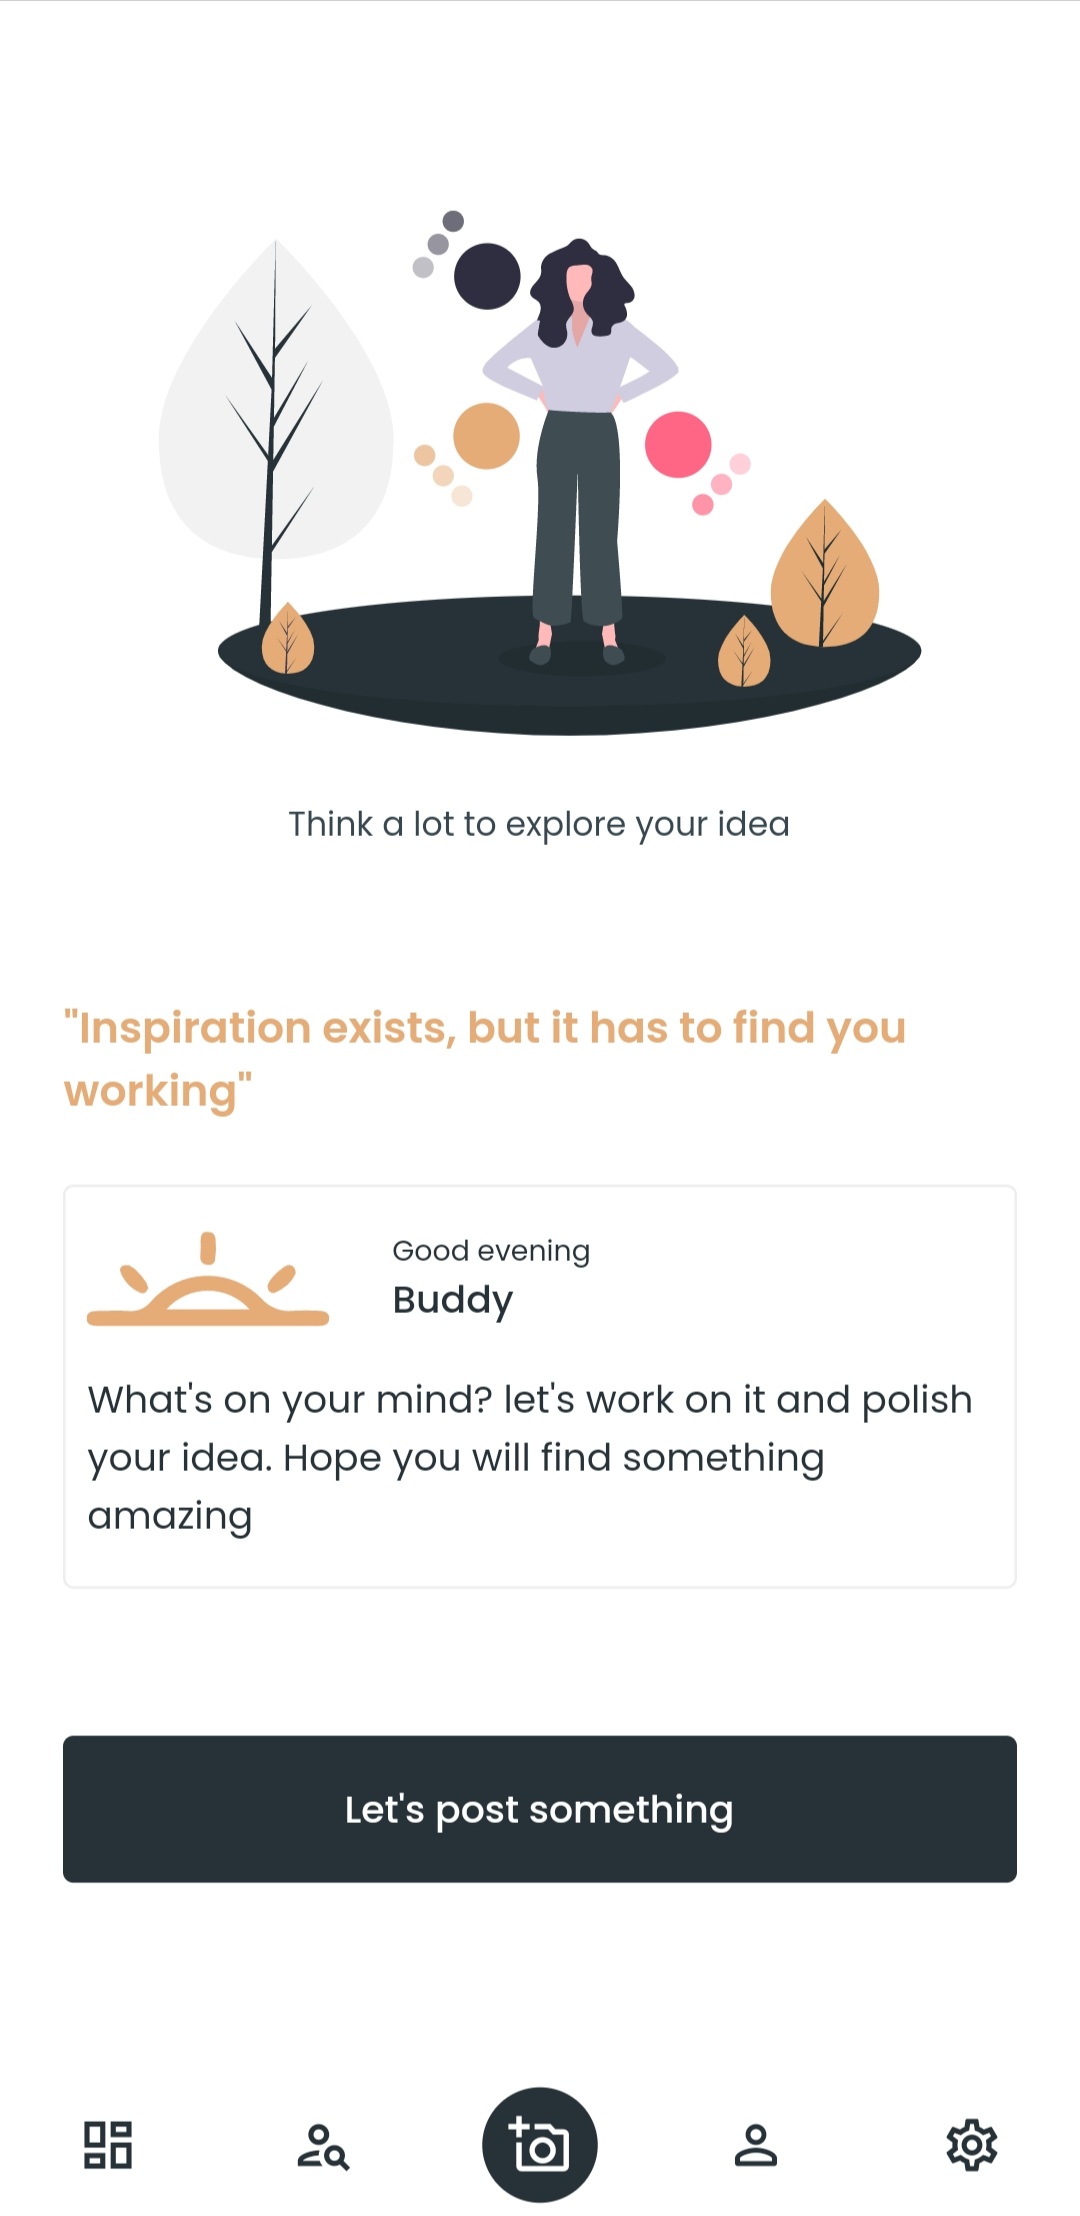 Think a lot to explore your idea
"Inspiration exists, but it has to find you
working"
Good evening
Buddy
What's on your mind? let's work on it and polish
your idea. Hope you will find something
amazing
Let's post something